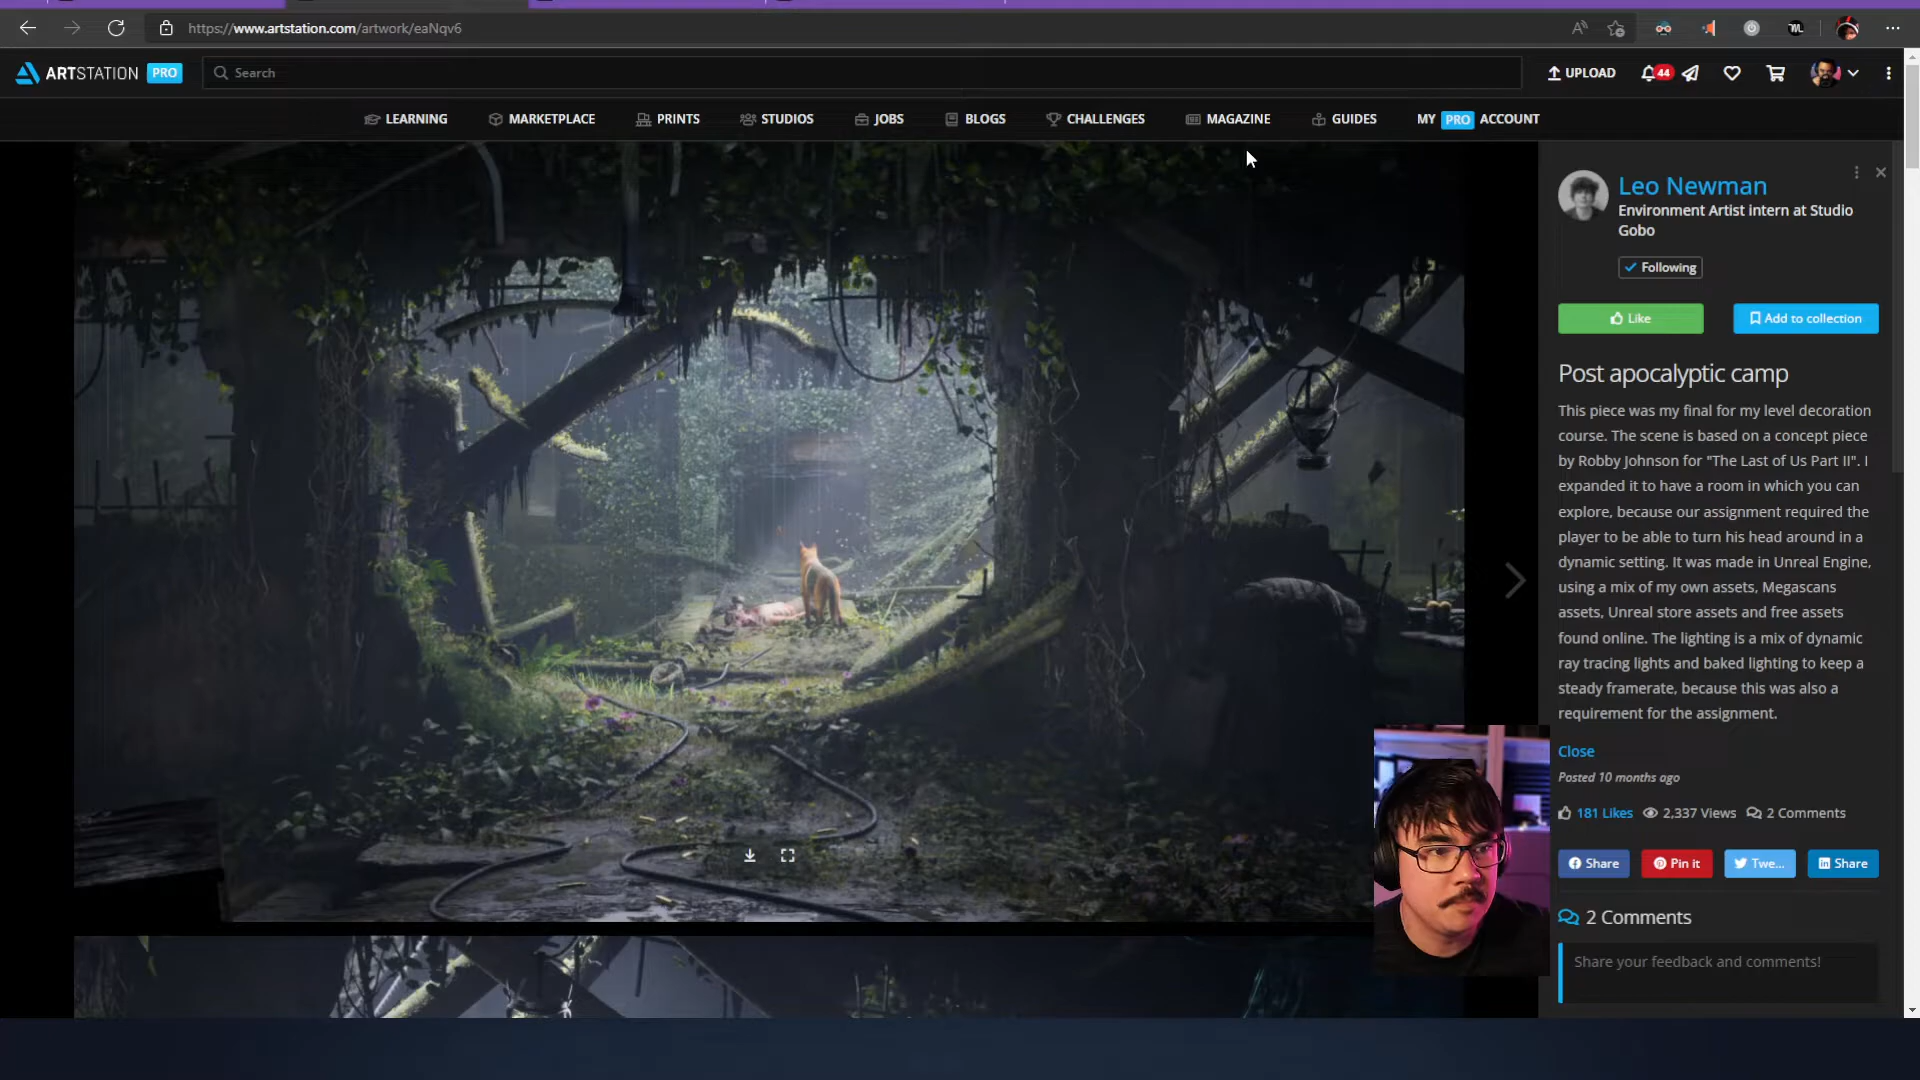 https://www.artstation.com/artwork/eaNqv6
ARTSTATION PRO
Search
UPLOAD
44
LEARNING
MARKETPLACE
PRINTS
STUDIOS
JOBS
BLOGS
CHALLENGES
MAGAZINE
GUIDES
MY PRO ACCOUNT
Leo Newman
Environment Artist intern at Studio
Gobo
Following
Like
Add to collection
Post apocalyptic camp
This piece was my final for my level decoration
course. The scene is based on a concept piece
by Robby Johnson for "The Last of Us Part II". I
expanded it to have a room in which you can
explore, because our assignment required the
player to be able to turn his head around in a
dynamic setting. It was made in Unreal Engine,
using a mix of my own assets, Megascans
assets, Unreal store assets and free assets
found online. The lighting is a mix of dynamic
ray tracing lights and baked lighting to keep a
steady framerate, because this was also a
requirement for the assignment.
Close
Posted 10 months ago
181 Likes
2,337 Views
2 Comments
Share
Pin it
Twe...
Share
2 Comments
Share your feedback and comments!